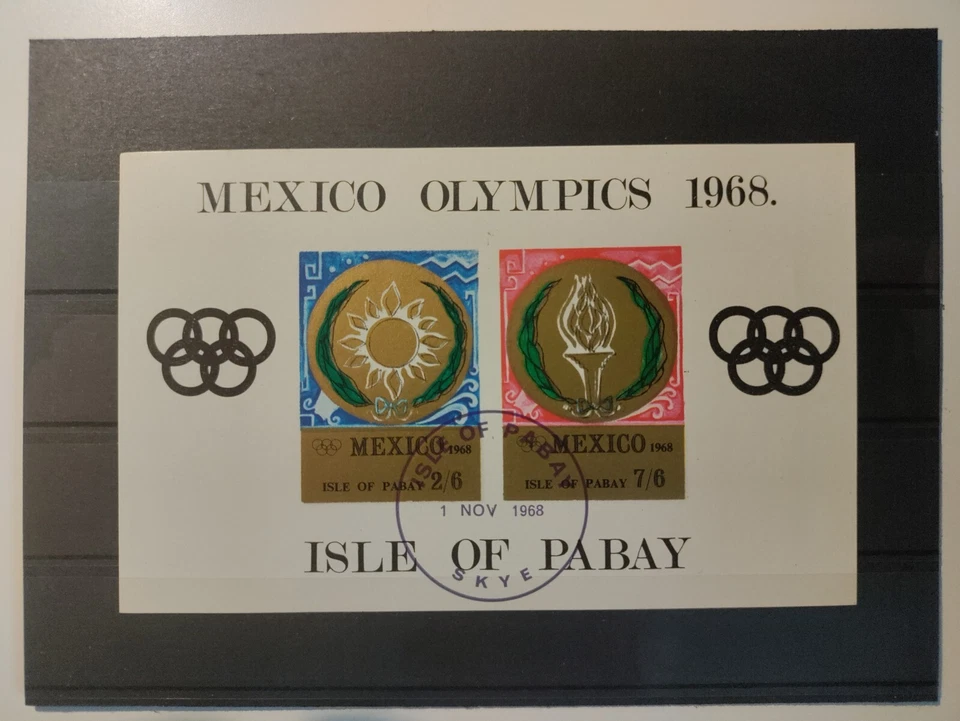 MEXICO OLYMPICS 1968.
MEXICO 1968
ISLE OF PABAY 2/6
MEXICO 1968
ISLE OF PABAY 7/6
ISLE OF PABAY
1 NOV 1968
SKYE
ISLE OF PABAY